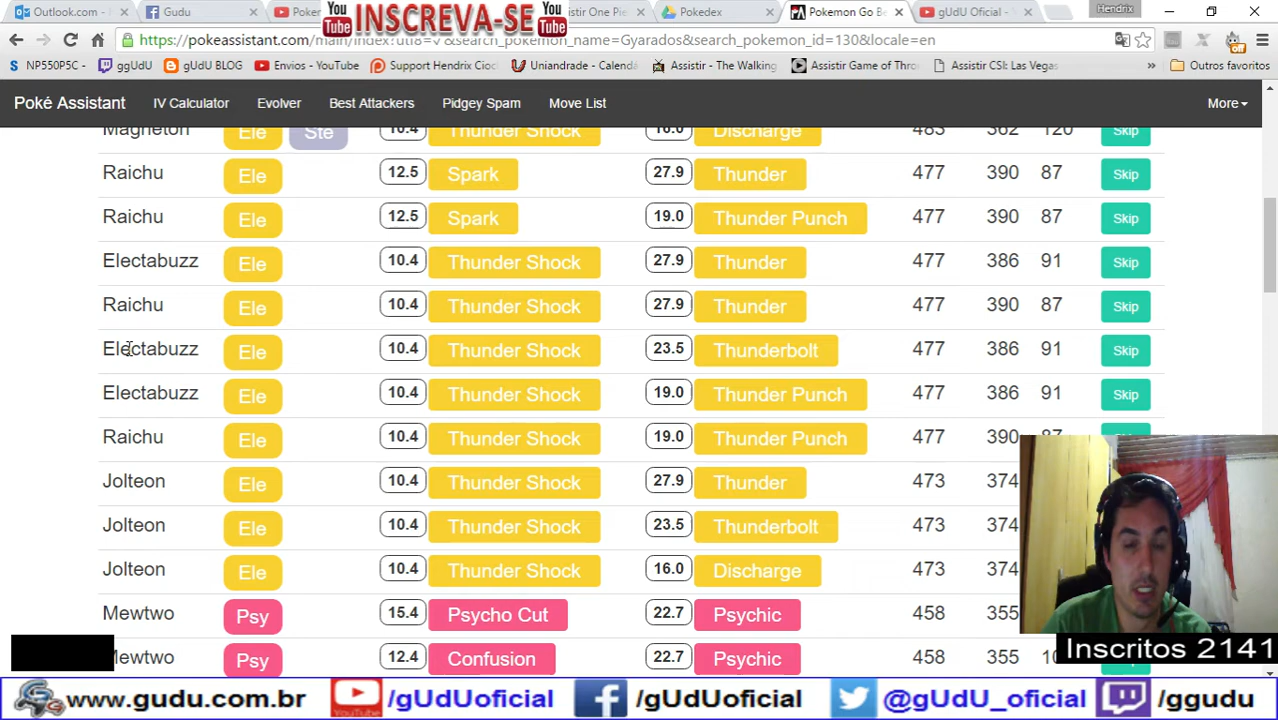 Outlook.com
Gudu
Poker
You Tube INSCREVA-SE You Tube
stir One Pie
Pokedex
Pokemon Go Be
gUdU Oficial -
Hendrix
https://pokeassistant.com/main/index?utf8=✓&search_pokemon_name=Gyarados&search_pokemon_id=130&locale=en
NP550P5C -
ggUdU
gUdU BLOG
Envios - YouTube
Support Hendrix Cioc
Uniandrade - Calend
Assistir - The Walking
Assistir Game of Thro
Assistir CSI: Las Vegas
» Outros favoritos
Poké Assistant IV Calculator Evolver Best Attackers Pidgey Spam Move List More
Magneton Ele Ste 10.4 Thunder Shock 16.0 Discharge 483 362 120 Skip
Raichu Ele 12.5 Spark 27.9 Thunder 477 390 87 Skip
Raichu Ele 12.5 Spark 19.0 Thunder Punch 477 390 87 Skip
Electabuzz Ele 10.4 Thunder Shock 27.9 Thunder 477 386 91 Skip
Raichu Ele 10.4 Thunder Shock 27.9 Thunder 477 390 87 Skip
Electabuzz Ele 10.4 Thunder Shock 23.5 Thunderbolt 477 386 91 Skip
Electabuzz Ele 10.4 Thunder Shock 19.0 Thunder Punch 477 386 91 Skip
Raichu Ele 10.4 Thunder Shock 19.0 Thunder Punch 477 390 87
Jolteon Ele 10.4 Thunder Shock 27.9 Thunder 473 374
Jolteon Ele 10.4 Thunder Shock 23.5 Thunderbolt 473 374
Jolteon Ele 10.4 Thunder Shock 16.0 Discharge 473 374
Mewtwo Psy 15.4 Psycho Cut 22.7 Psychic 458 355
Mewtwo Psy 12.4 Confusion 22.7 Psychic 458 355
Inscritos 2141
www.gudu.com.br /gUdUoficial /gUdUoficial @gUdU_oficial /ggudu